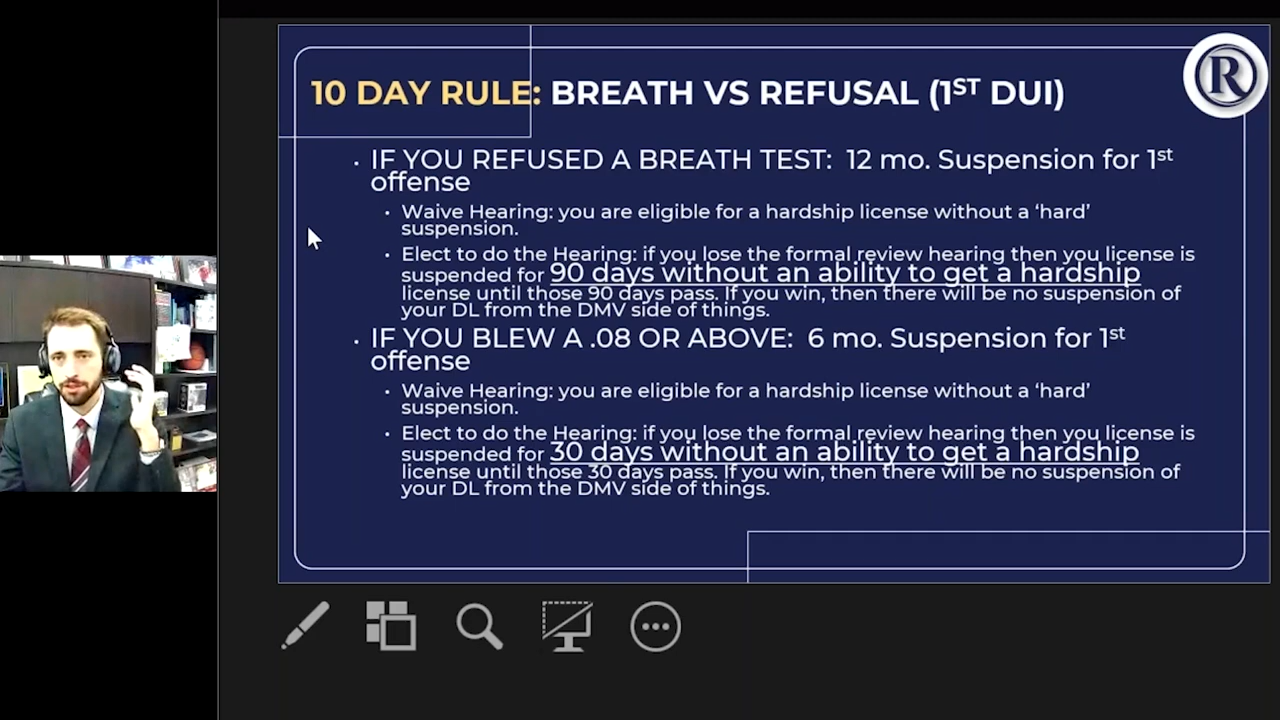 10 DAY RULE: BREATH VS REFUSAL (1ST DUI)
R
• IF YOU REFUSED A BREATH TEST: 12 mo. Suspension for 1st
offense
• Waive Hearing: you are eligible for a hardship license without a ‘hard’
suspension.
• Elect to do the Hearing: if you lose the formal review hearing then you license is
suspended for 90 days without an ability to get a hardship
license until those 90 days pass. If you win, then there will be no suspension of
your DL from the DMV side of things.
• IF YOU BLEW A .08 OR ABOVE: 6 mo. Suspension for 1st
offense
• Waive Hearing: you are eligible for a hardship license without a ‘hard’
suspension.
• Elect to do the Hearing: if you lose the formal review hearing then you license is
suspended for 30 days without an ability to get a hardship
license until those 30 days pass. If you win, then there will be no suspension of
your DL from the DMV side of things.